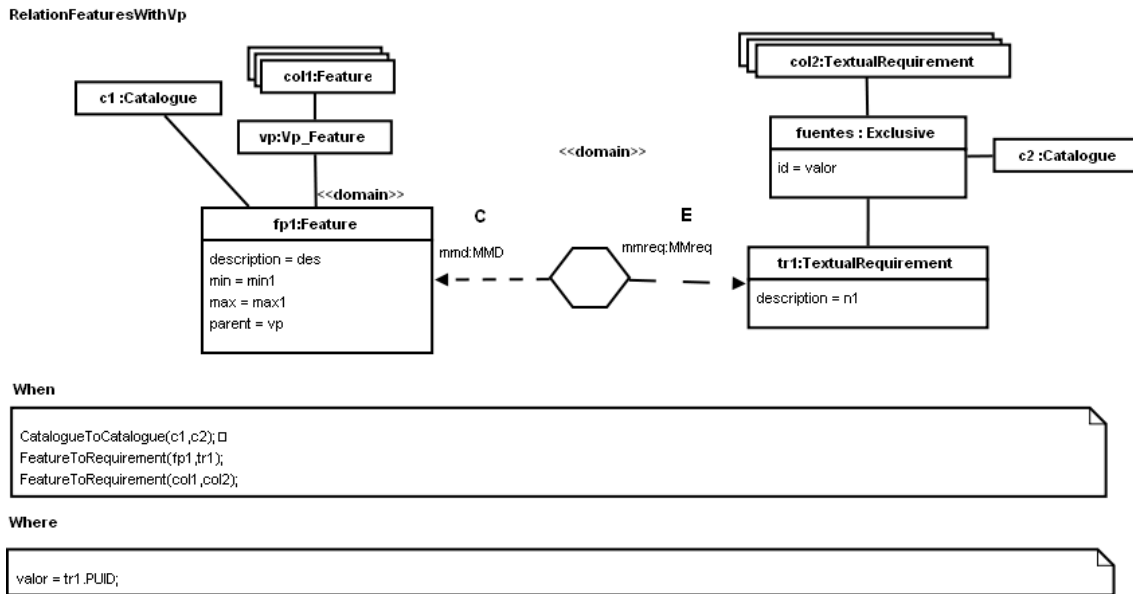 RelationFeaturesWithVp
col1:Feature
c1 :Catalogue
vp:Vp_Feature
<<domain>>
fp1:Feature
description = des
min = min1
max = max1
parent = vp
C
mmd:MMD
<<domain>>
E
mmreq:MMreq
col2:TextualRequirement
fuentes : Exclusive
id = valor
c2 :Catalogue
tr1:TextualRequirement
description = n1
When
CatalogueToCatalogue(c1,c2);
FeatureToRequirement(fp1,tr1);
FeatureToRequirement(col1,col2);
Where
valor = tr1.PUID;